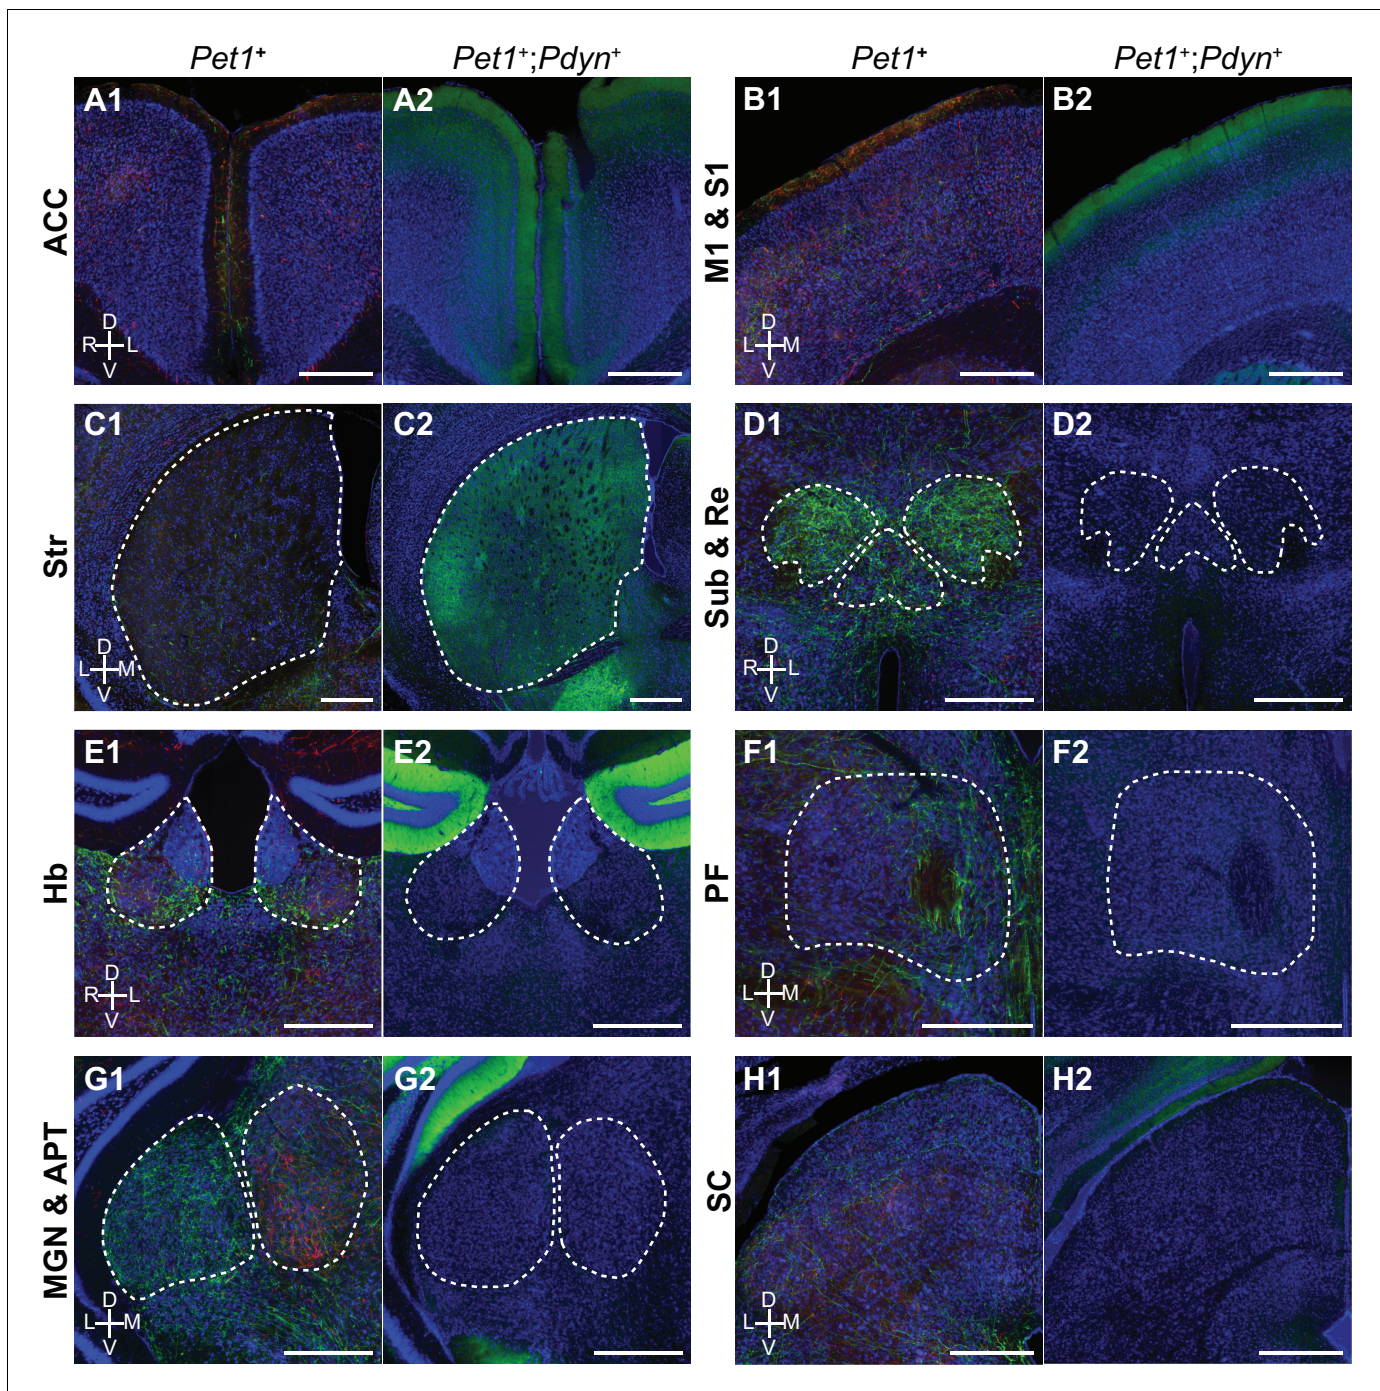 Pet1⁺ Pet1⁺;Pdyn⁺ Pet1⁺ Pet1⁺;Pdyn⁺
ACC
A1 A2
D
R L
V
M1 & S1
B1 B2
D
L M
V
Str
C1 C2
D
L M
V
Sub & Re
D1 D2
D
R L
V
Hb
E1 E2
D
R L
V
PF
F1 F2
D
L M
V
MGN & APT
G1 G2
D
L M
V
SC
H1 H2
D
L M
V